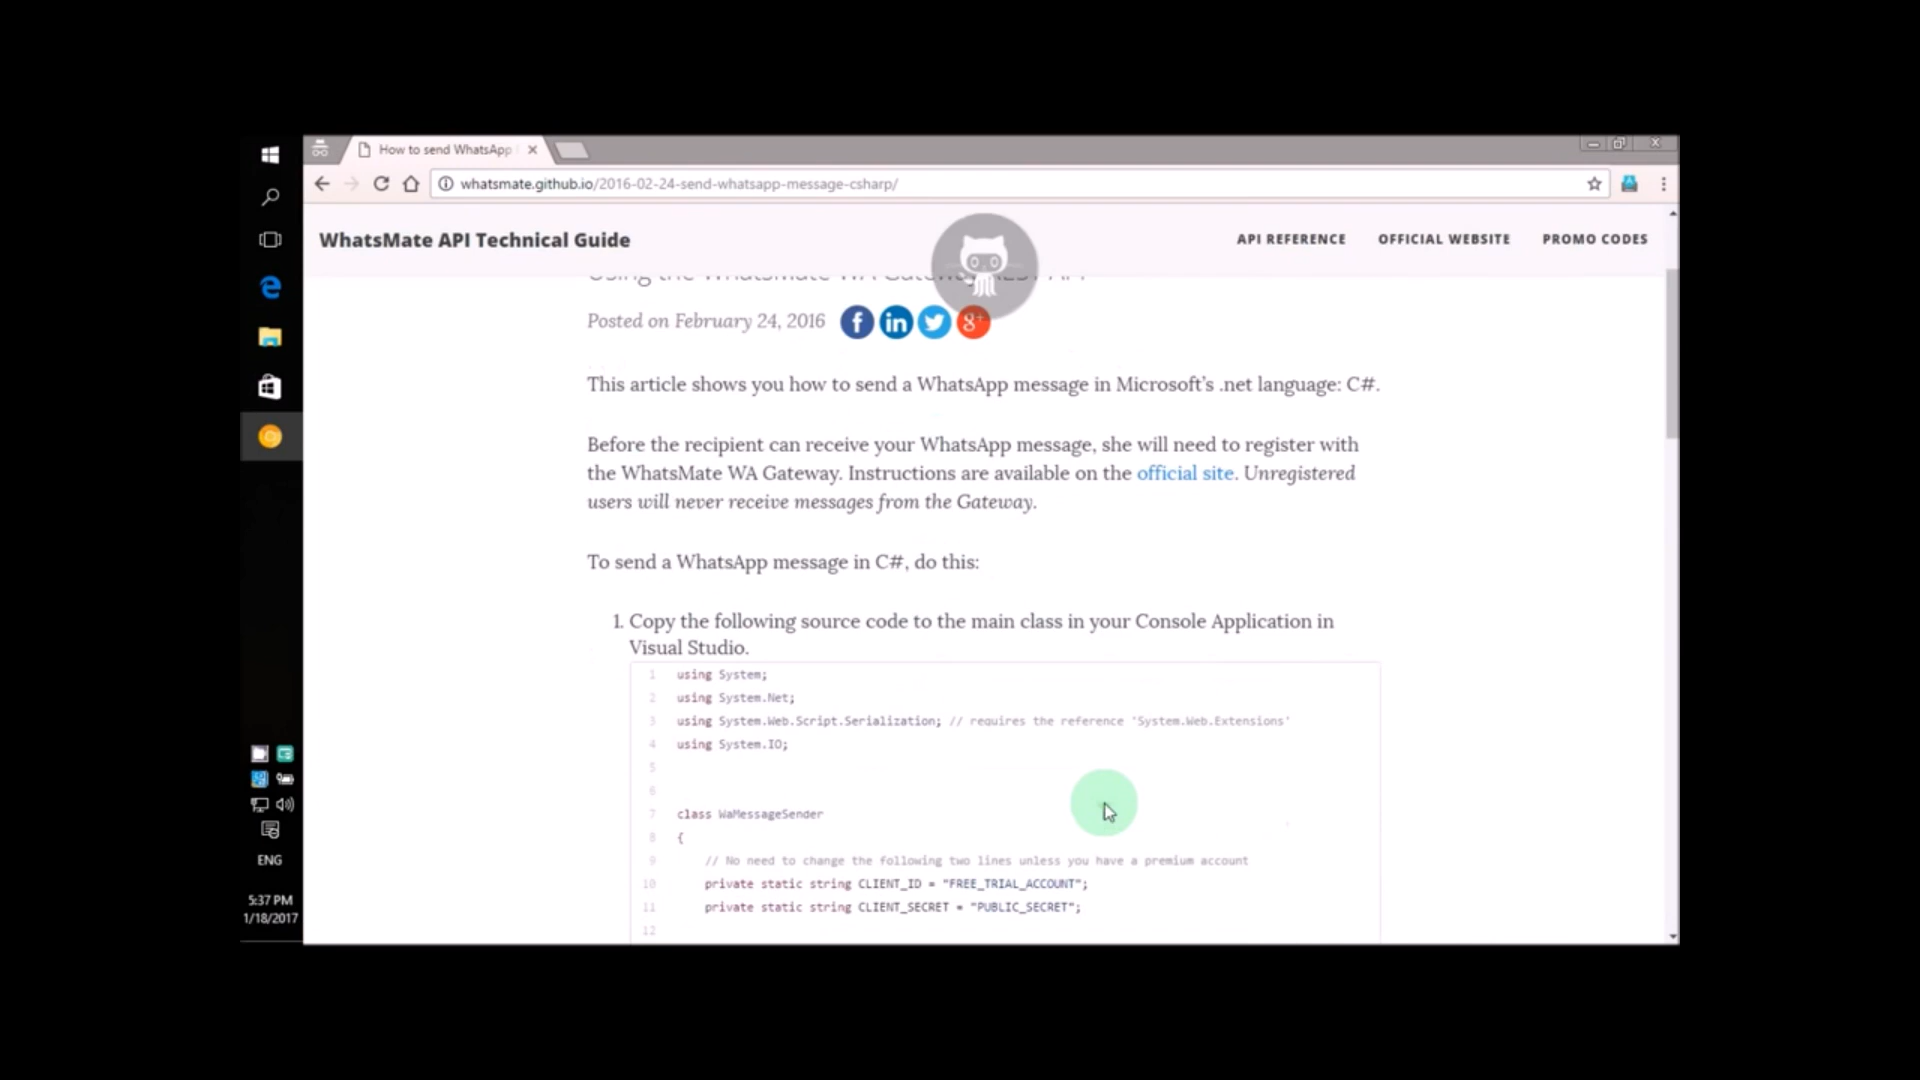 How to send WhatsApp
whatsmate.github.io/2016-02-24-send-whatsapp-message-csharp/
WhatsMate API Technical Guide
API REFERENCE
OFFICIAL WEBSITE
PROMO CODES
Using the WhatsMate WA Gateway REST API
Posted on February 24, 2016
This article shows you how to send a WhatsApp message in Microsoft's .net language: C#.
Before the recipient can receive your WhatsApp message, she will need to register with
the WhatsMate WA Gateway. Instructions are available on the official site. Unregistered
users will never receive messages from the Gateway.
To send a WhatsApp message in C#, do this:
1. Copy the following source code to the main class in your Console Application in
Visual Studio.
1 using System;
2 using System.Net;
3 using System.Web.Script.Serialization; // requires the reference 'System.Web.Extensions'
4 using System.IO;
5
6
7 class WaMessageSender
8 {
9 // No need to change the following two lines unless you have a premium account
10 private static string CLIENT_ID = "FREE_TRIAL_ACCOUNT";
11 private static string CLIENT_SECRET = "PUBLIC_SECRET";
12
ENG
5:37 PM
1/18/2017